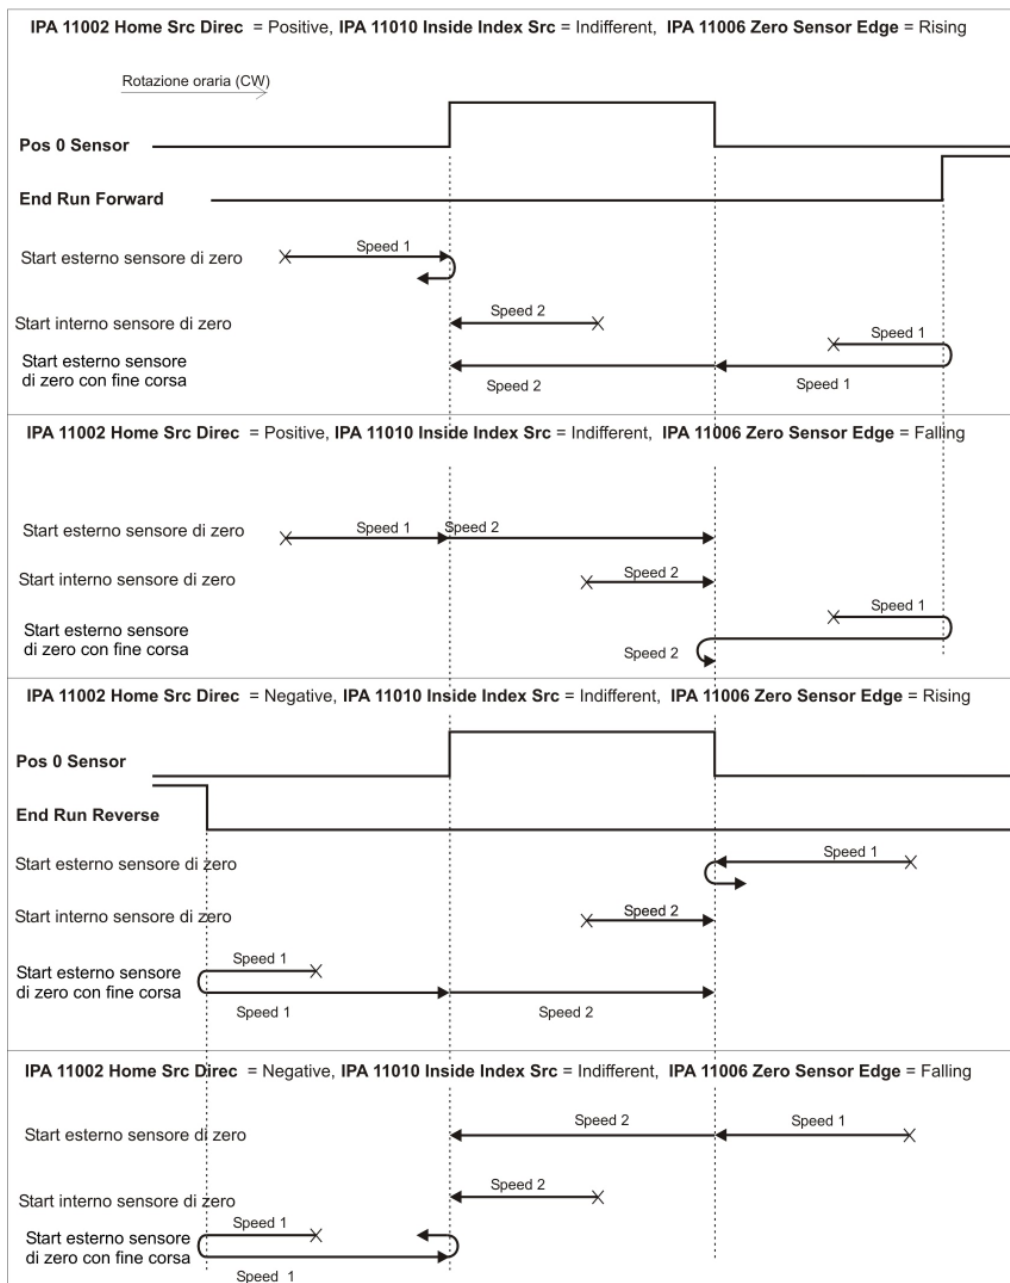 IPA 11002 Home Src Direc = Positive, IPA 11010 Inside Index Src = Indifferent, IPA 11006 Zero Sensor Edge = Rising
Rotazione oraria (CW)
Pos 0 Sensor
End Run Forward
Start esterno sensore di zero
Speed 1
Start interno sensore di zero
Speed 2
Start esterno sensore
di zero con fine corsa
Speed 1
Speed 2
Speed 1
IPA 11002 Home Src Direc = Positive, IPA 11010 Inside Index Src = Indifferent, IPA 11006 Zero Sensor Edge = Falling
Start esterno sensore di zero
Speed 1
Speed 2
Start interno sensore di zero
Speed 2
Start esterno sensore
di zero con fine corsa
Speed 1
Speed 2
IPA 11002 Home Src Direc = Negative, IPA 11010 Inside Index Src = Indifferent, IPA 11006 Zero Sensor Edge = Rising
Pos 0 Sensor
End Run Reverse
Start esterno sensore di zero
Speed 1
Start interno sensore di zero
Speed 2
Start esterno sensore
di zero con fine corsa
Speed 1
Speed 1
Speed 2
IPA 11002 Home Src Direc = Negative, IPA 11010 Inside Index Src = Indifferent, IPA 11006 Zero Sensor Edge = Falling
Start esterno sensore di zero
Speed 2
Speed 1
Start interno sensore di zero
Speed 2
Start esterno sensore
di zero con fine corsa
Speed 1
Speed 1